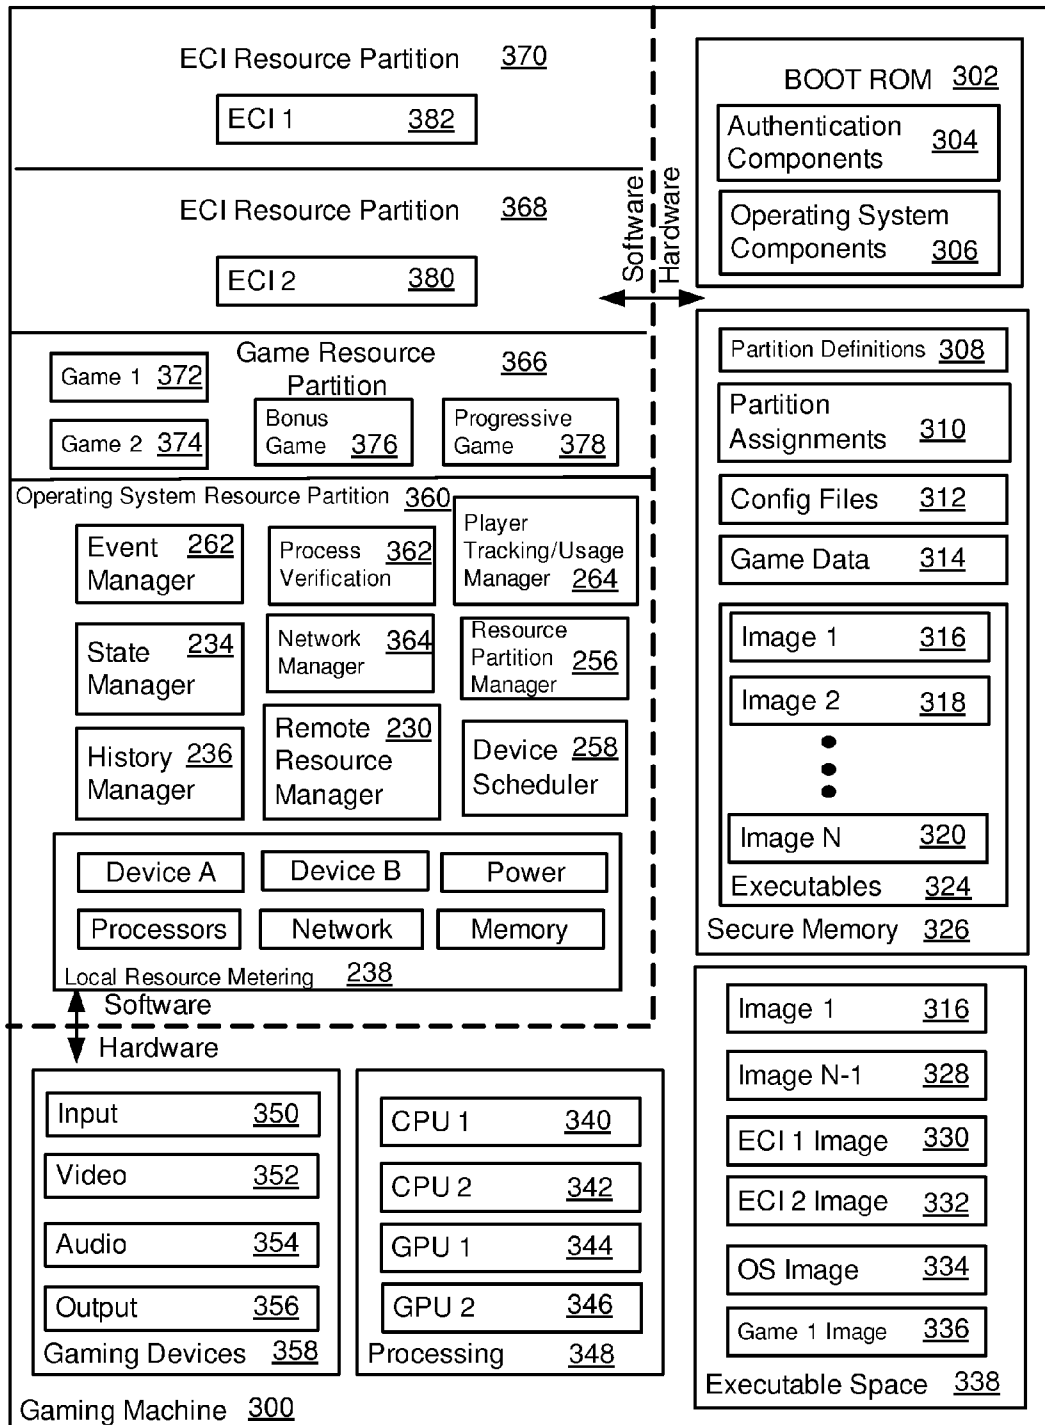 ECI Resource Partition 370
ECI 1 382
ECI Resource Partition 368
ECI 2 380
Software
Hardware
Game Resource
Partition
366
Game 1 372
Game 2 374
Bonus
Game 376
Progressive
Game 378
Operating System Resource Partition 360
Event 262
Manager
Process 362
Verification
Player
Tracking/Usage
Manager 264
State 234
Manager
Network 364
Manager
Resource
Partition 256
Manager
History 236
Manager
Remote 230
Resource
Manager
Device 258
Scheduler
Device A
Device B
Power
Processors
Network
Memory
Local Resource Metering 238
Software
Hardware
Input 350
Video 352
Audio 354
Output 356
Gaming Devices 358
CPU 1 340
CPU 2 342
GPU 1 344
GPU 2 346
Processing 348
Gaming Machine 300
BOOT ROM 302
Authentication
Components 304
Operating System
Components 306
Partition Definitions 308
Partition
Assignments 310
Config Files 312
Game Data 314
Image 1 316
Image 2 318
Image N 320
Executables 324
Secure Memory 326
Image 1 316
Image N-1 328
ECI 1 Image 330
ECI 2 Image 332
OS Image 334
Game 1 Image 336
Executable Space 338